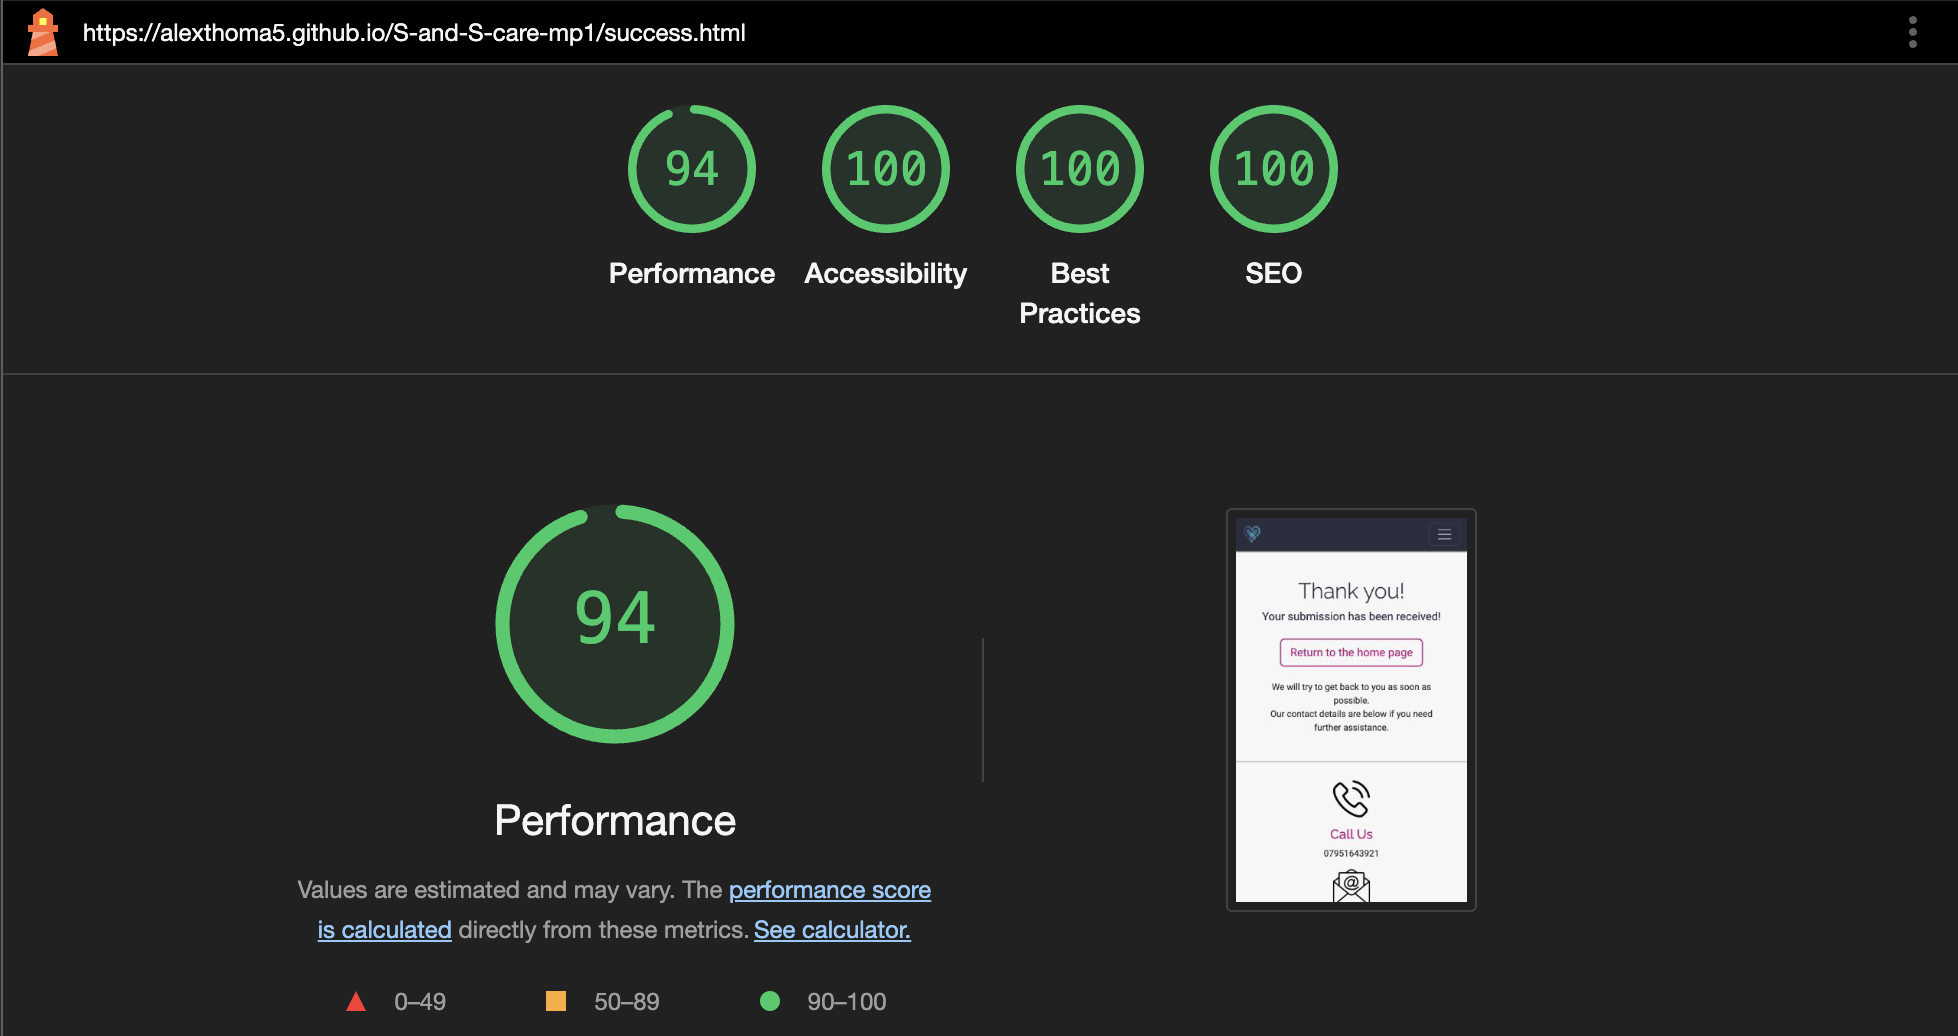 https://alexthoma5.github.io/S-and-S-care-mp1/success.html
94
100
100
100
Performance
Accessibility
Best
Practices
SEO
94
Performance
Values are estimated and may vary. The performance score
is calculated directly from these metrics. See calculator.
0–49
50–89
90–100
Thank you!
Your submission has been received!
Return to the home page
We will try to get back to you as soon as
possible.
Our contact details are below if you need
further assistance.
Call Us
07951643921